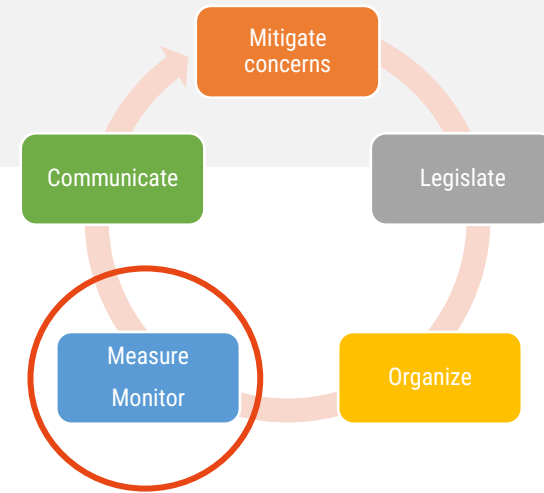 Mitigate
concerns
Communicate
Legislate
Measure
Monitor
Organize